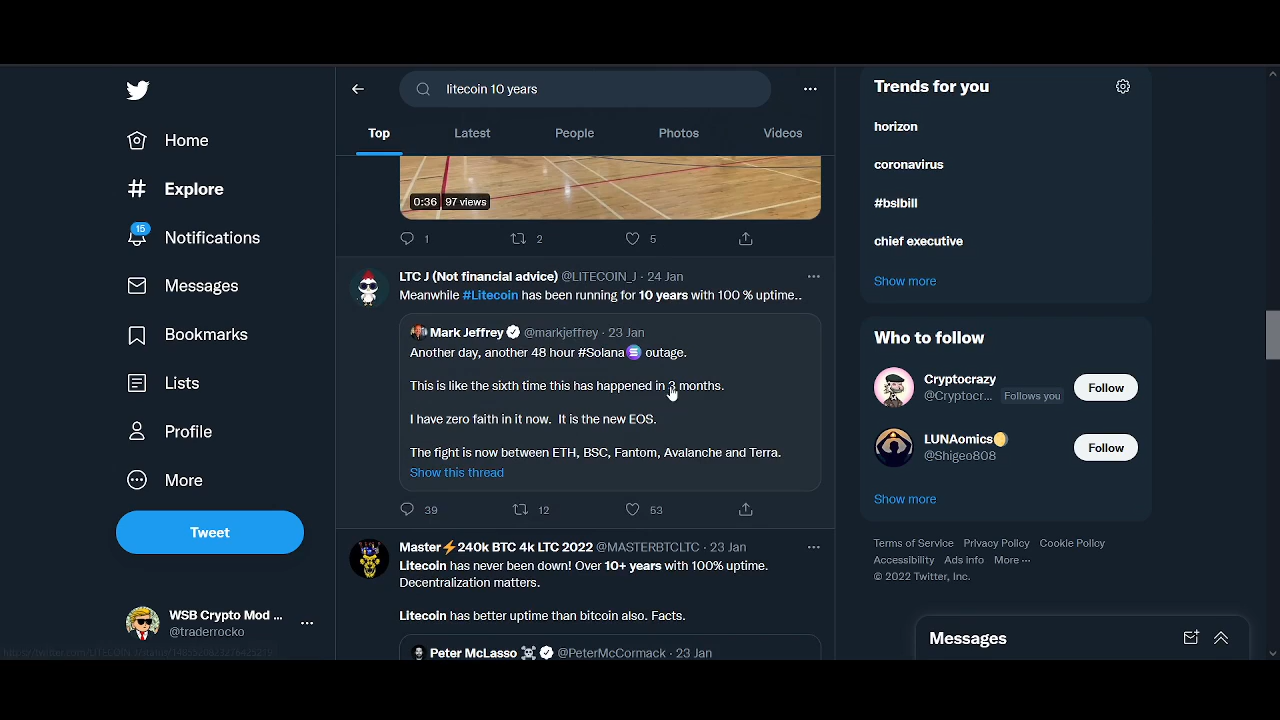 Home
Explore
15
Notifications
Messages
Bookmarks
Lists
Profile
More
Tweet
WSB Crypto Mod ...
@traderrocko
litecoin 10 years
Top
Latest
People
Photos
Videos
0:36
97 views
1
2
5
LTC J (Not financial advice) @LITECOIN_J · 24 Jan
Meanwhile #Litecoin has been running for 10 years with 100 % uptime..
Mark Jeffrey @markjeffrey · 23 Jan
Another day, another 48 hour #Solana outage.
This is like the sixth time this has happened in 3 months.
I have zero faith in it now. It is the new EOS.
The fight is now between ETH, BSC, Fantom, Avalanche and Terra.
Show this thread
39
12
53
Master⚡240k BTC 4k LTC 2022 @MASTERBTCLTC · 23 Jan
Litecoin has never been down! Over 10+ years with 100% uptime.
Decentralization matters.
Litecoin has better uptime than bitcoin also. Facts.
Peter McLasso ☠ @PeterMcCormack · 23 Jan
Trends for you
horizon
coronavirus
#bslbill
chief executive
Show more
Who to follow
Cryptocrazy
@Cryptocr... Follows you
Follow
LUNAomics
@Shigeo808
Follow
Show more
Terms of Service Privacy Policy Cookie Policy
Accessibility Ads info More ···
© 2022 Twitter, Inc.
Messages